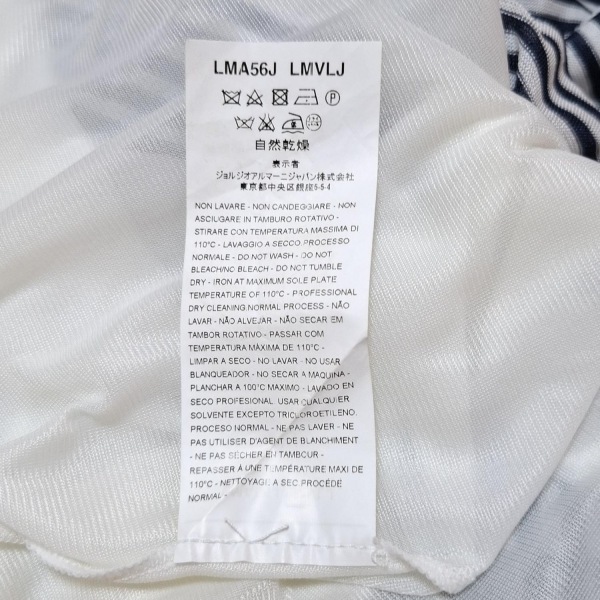 LMA56J LMVLJ
自然乾燥
表示者
ジョルジオアルマーニジャパン株式会社
東京都中央区銀座5-5-4
NON LAVARE - NON CANDEGGIARE - NON
ASCIUGARE IN TAMBURO ROTATIVO -
STIRARE CON TEMPERATURA MASSIMA DI
110°C - LAVAGGIO A SECCO PROCESSO
NORMALE - DO NOT WASH - DO NOT
BLEACHING BLEACH - DO NOT TUMBLE
DRY - IRON AT MAXIMUM SOLE PLATE
TEMPERATURE OF 110°C - PROFESSIONAL
DRY CLEANING NORMAL PROCESS - NÃO
LAVAR - NÃO ALVEJAR - NÃO SECAR EM
TAMBOR ROTATIVO - PASSAR COM
TEMPERATURA MÁXIMA DE 110°C -
LIMPAR A SECO - NO LAVAR - NO USAR
BLANQUEADOR - NO SECAR A MAQUINA -
PLANCHAR A 100°C MAXIMO - LAVADO EN
SECO PROFESIONAL. USAR CUALQUIER
SOLVENTE EXCEPTO TRICLOROETILENO.
PROCESO NORMAL - NE PAS LAVER - NE
PAS UTILISER D'AGENT DE BLANCHIMENT
- NE PAS SÉCHER EN TAMBOUR -
REPASSER À UNE TEMPÉRATURE MAXI DE
110°C - NETTOYAGE A SEC PROCÉDÉ
NORMAL -